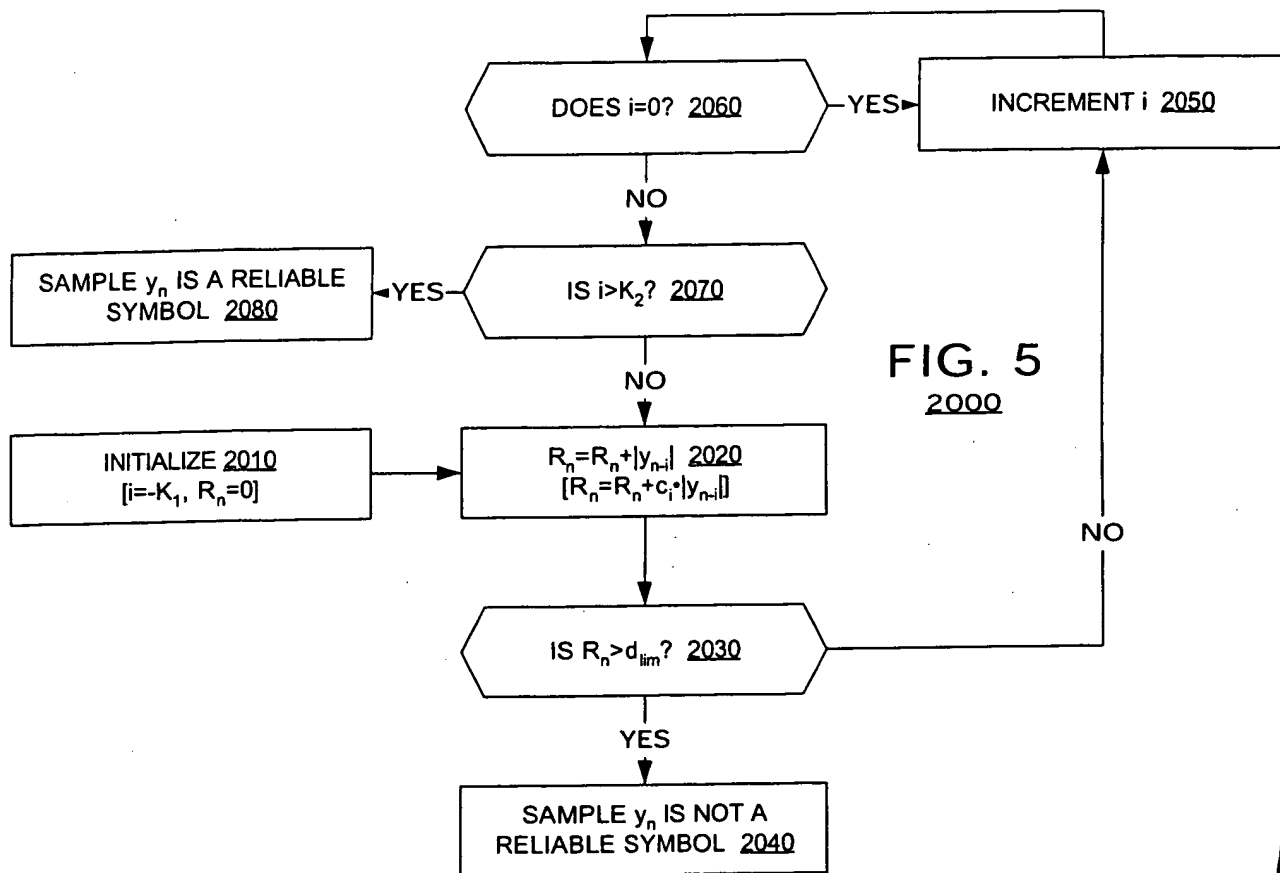 DOES i=0? 2060
YES
INCREMENT i 2050
NO
SAMPLE yₙ IS A RELIABLE
SYMBOL 2080
YES
IS i>K₂? 2070
FIG. 5
2000
NO
INITIALIZE 2010
[i=-K₁, Rₙ=0]
Rₙ=Rₙ+|yₙ₋ᵢ| 2020
[Rₙ=Rₙ+cᵢ•|yₙ₋ᵢ|]
NO
IS Rₙ>d_lim? 2030
YES
SAMPLE yₙ IS NOT A
RELIABLE SYMBOL 2040